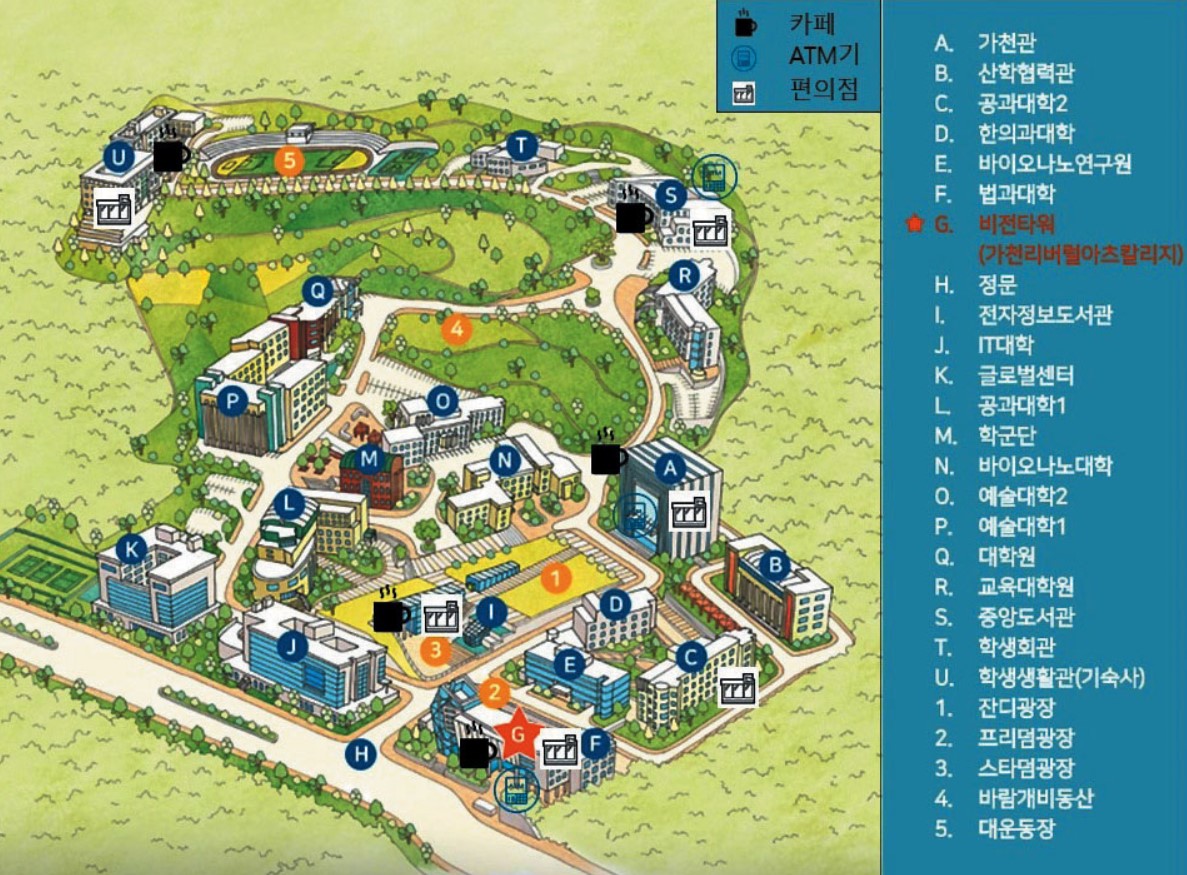 카페
ATM기
편의점
A. 가천관
B. 산학협력관
C. 공과대학2
D. 한의과대학
E. 바이오나노연구원
F. 법과대학
G. 비전타워
(가천리버럴아츠칼리지)
H. 정문
I. 전자정보도서관
J. IT대학
K. 글로벌센터
L. 공과대학1
M. 학군단
N. 바이오나노대학
O. 예술대학2
P. 예술대학1
Q. 대학원
R. 교육대학원
S. 중앙도서관
T. 학생회관
U. 학생생활관(기숙사)
1. 잔디광장
2. 프리덤광장
3. 스타덤광장
4. 바람개비동산
5. 대운동장
U
5
T
S
R
Q
4
P
O
M
N
A
L
K
1
B
I
D
J
3
E
C
2
G
F
H